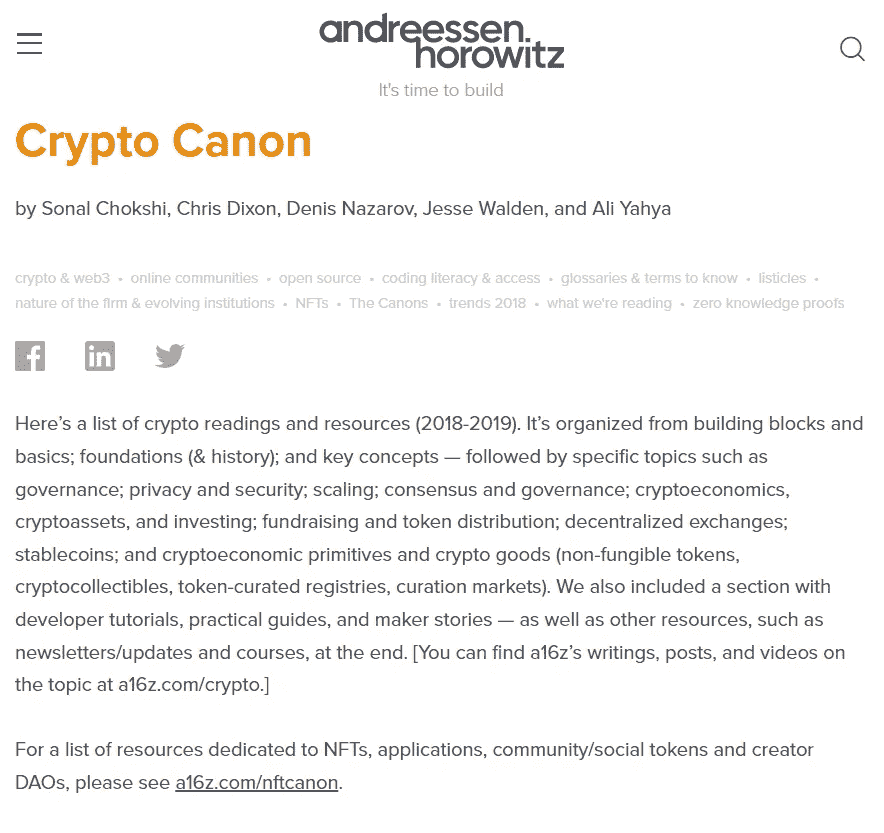 andreessen.
horowitz
It's time to build
Crypto Canon
by Sonal Chokshi, Chris Dixon, Denis Nazarov, Jesse Walden, and Ali Yahya
crypto & web3 • online communities • open source • coding literacy & access • glossaries & terms to know • listicles •
nature of the firm & evolving institutions • NFTs • The Canons • trends 2018 • what we're reading • zero knowledge proofs
Here’s a list of crypto readings and resources (2018-2019). It’s organized from building blocks and
basics; foundations (& history); and key concepts — followed by specific topics such as
governance; privacy and security; scaling; consensus and governance; cryptoeconomics,
cryptoassets, and investing; fundraising and token distribution; decentralized exchanges;
stablecoins; and cryptoeconomic primitives and crypto goods (non-fungible tokens,
cryptocollectibles, token-curated registries, curation markets). We also included a section with
developer tutorials, practical guides, and maker stories — as well as other resources, such as
newsletters/updates and courses, at the end. [You can find a16z’s writings, posts, and videos on
the topic at a16z.com/crypto.]
For a list of resources dedicated to NFTs, applications, community/social tokens and creator
DAOs, please see a16z.com/nftcanon.